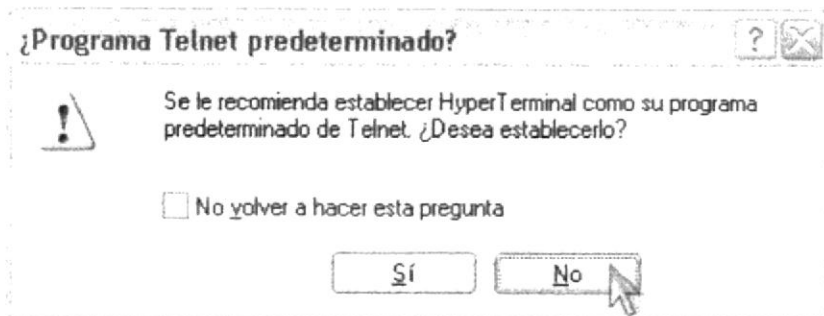 ¿Programa Telnet predeterminado?
?
Se le recomienda establecer HyperTerminal como su programa
predeterminado de Telnet. ¿Desea establecerlo?
No volver a hacer esta pregunta
Sí
No